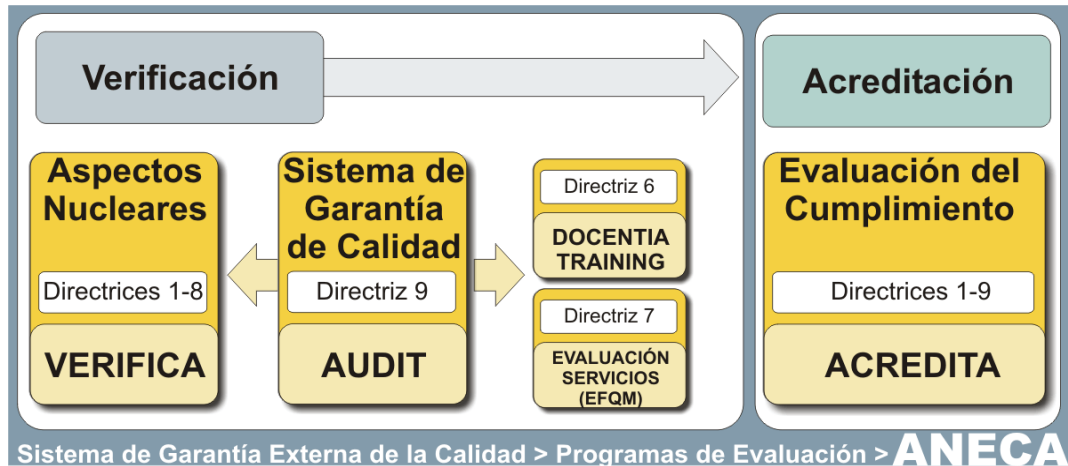 Verificación
Acreditación
Aspectos
Nucleares
Directrices 1-8
VERIFICA
Sistema de
Garantía
de Calidad
Directriz 9
AUDIT
Directriz 6
DOCENTIA
TRAINING
Directriz 7
EVALUACIÓN
SERVICIOS
(EFQM)
Evaluación del
Cumplimiento
Directrices 1-9
ACREDITA
Sistema de Garantía Externa de la Calidad > Programas de Evaluación > ANECA